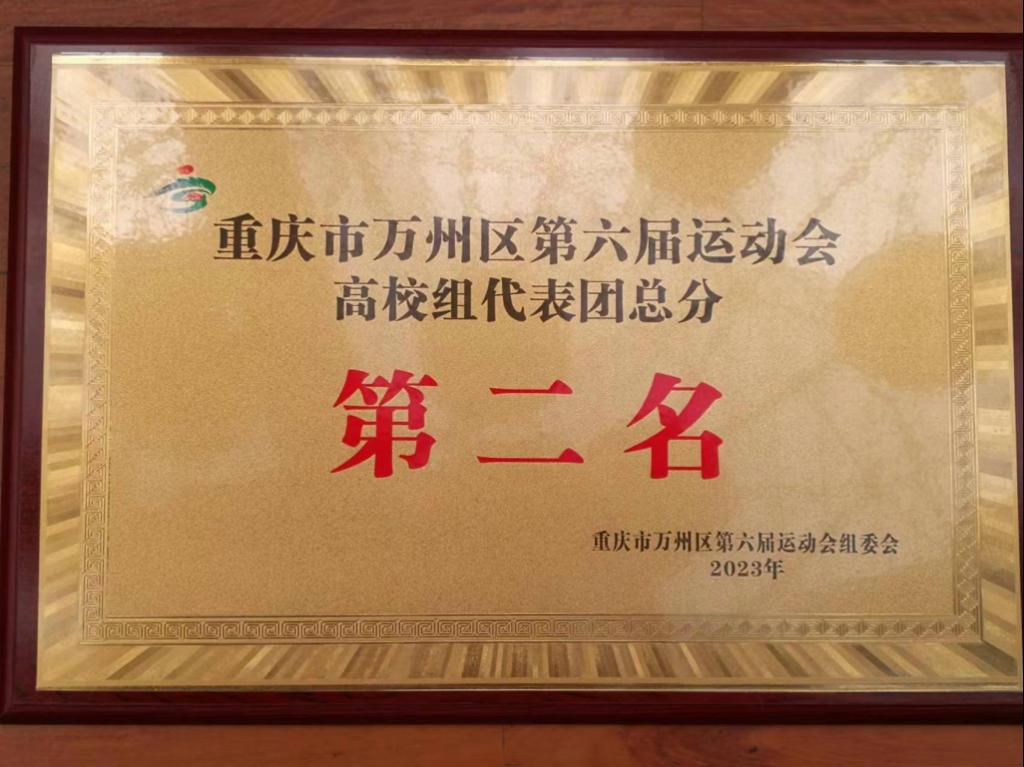 重庆市万州区第六届运动会
高校组代表团总分
第二名
重庆市万州区第六届运动会组委会
2023年